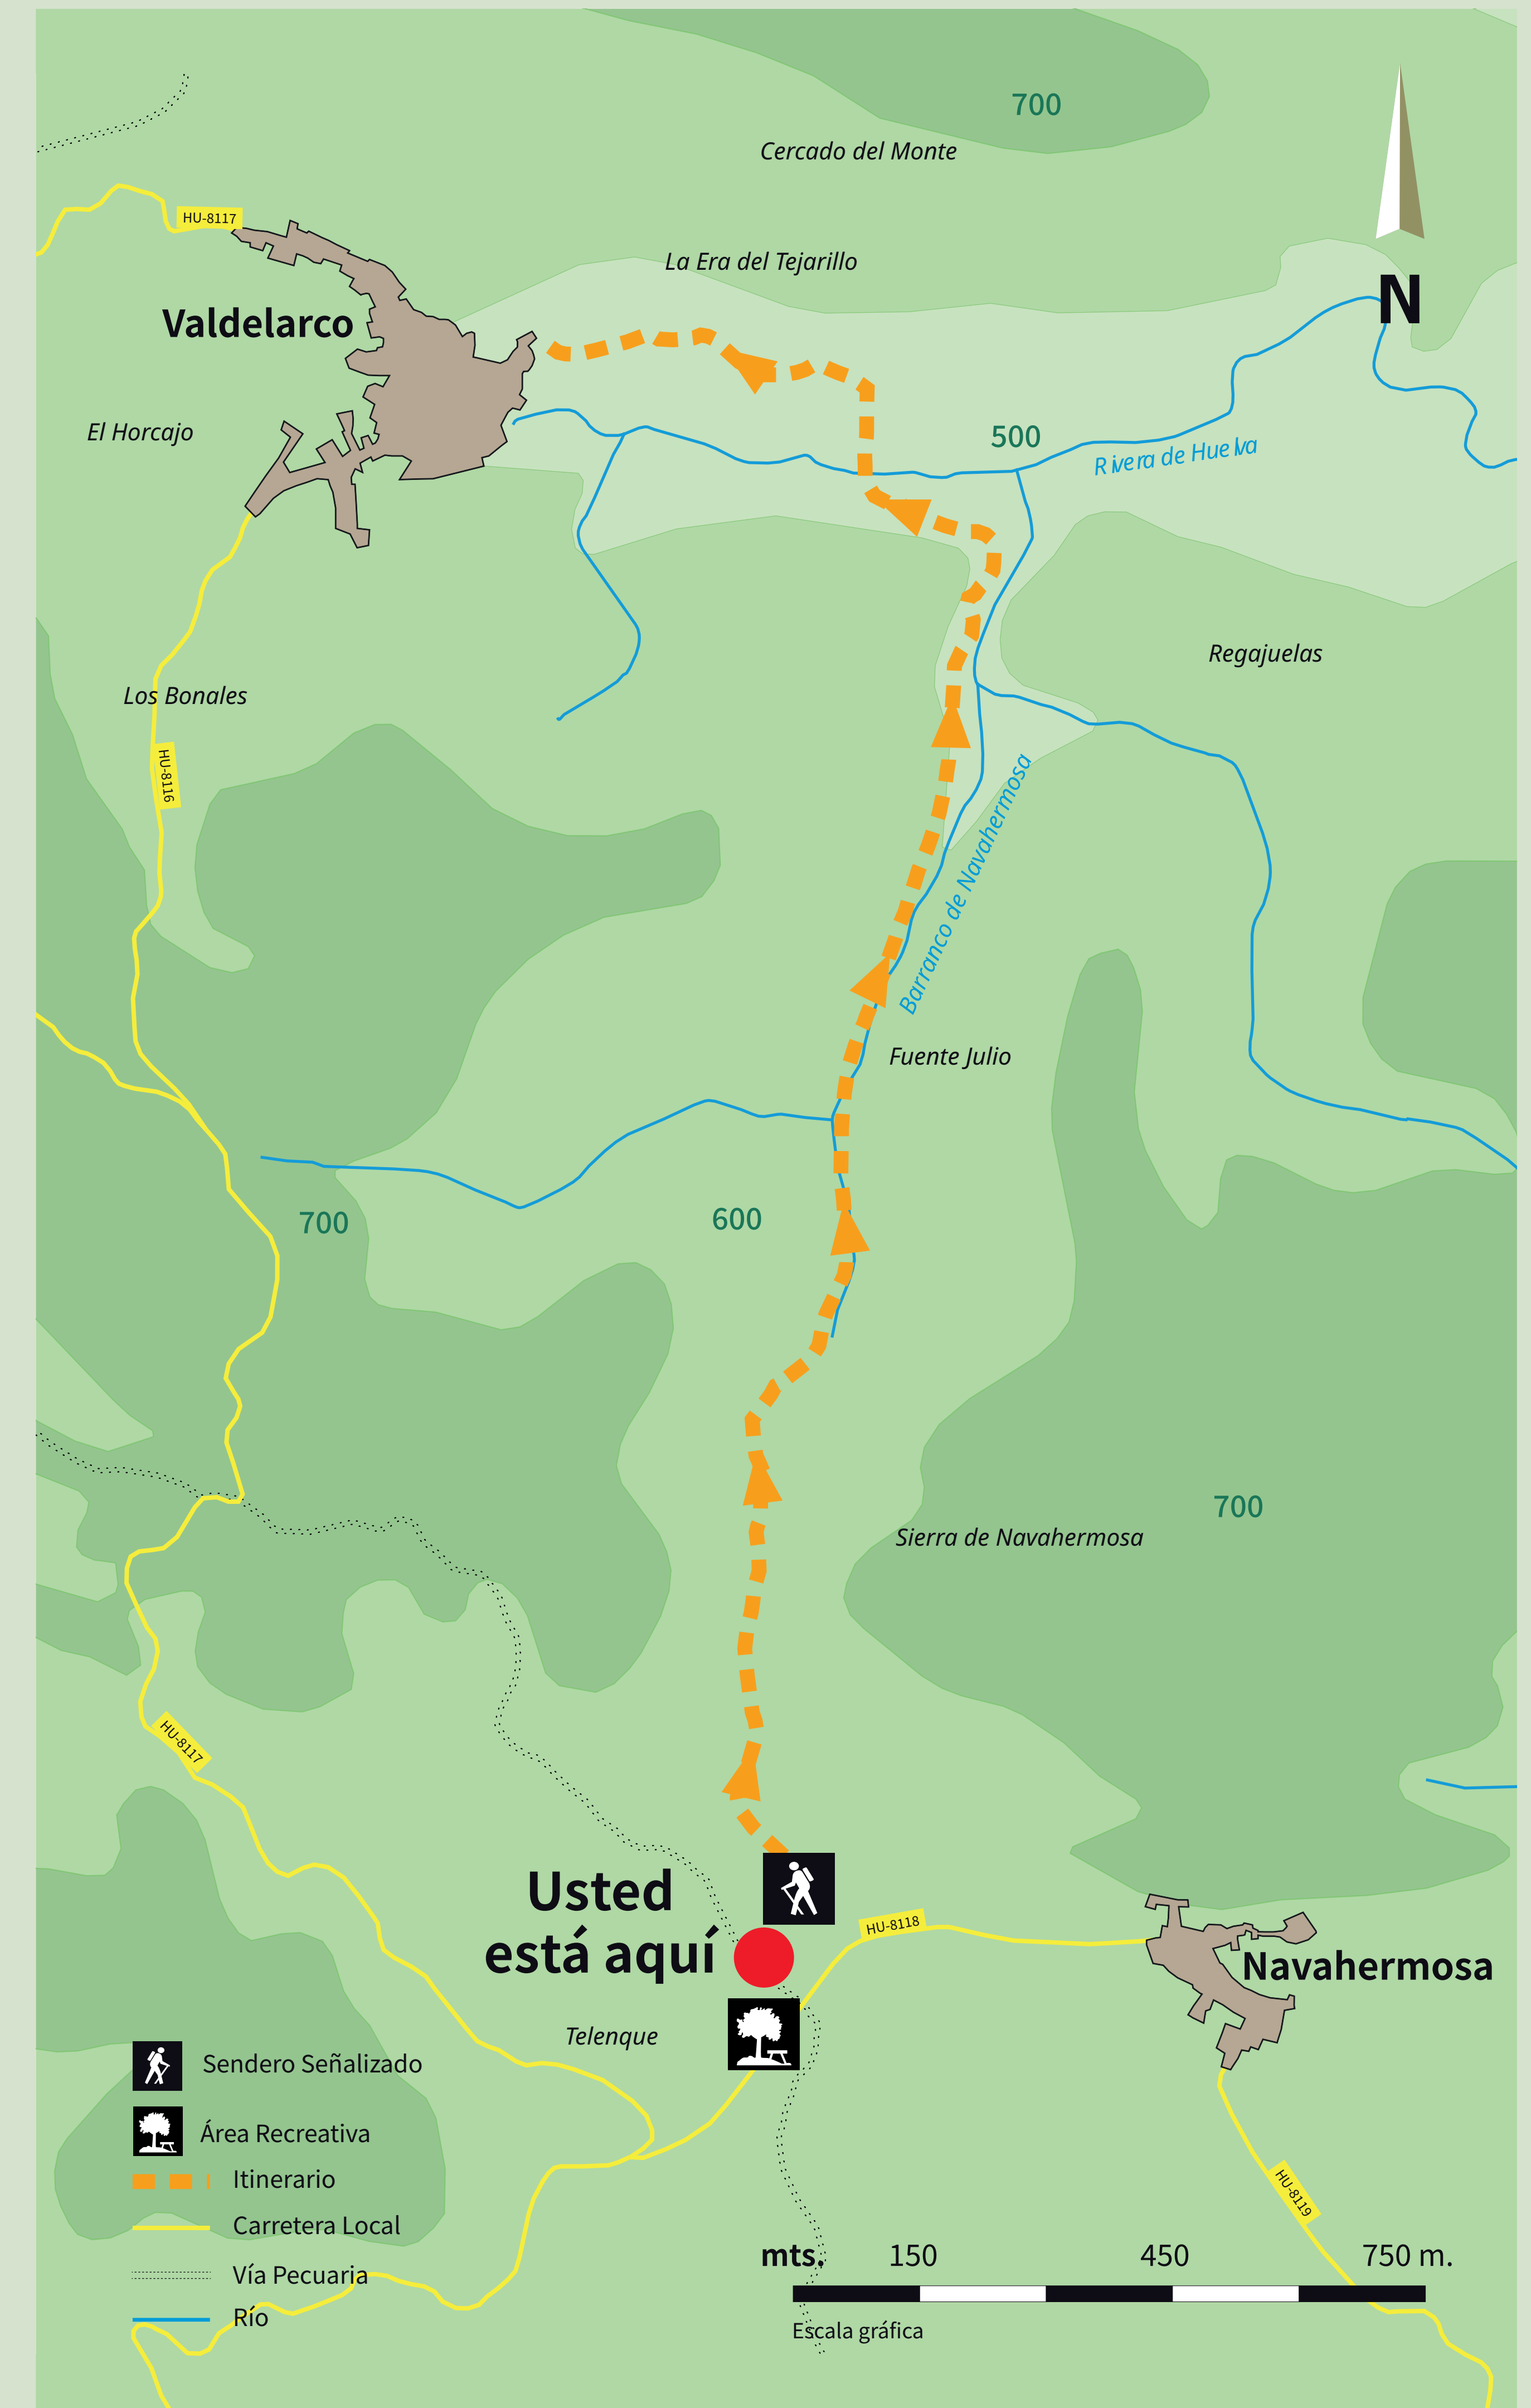 700
Cercado del Monte
HU-8117
La Era del Tejarillo
N
Valdelarco
El Horcajo
500
Rivera de Huelva
Regajuelas
Los Bonales
HU-8116
Barranco de Navahermosa
Fuente Julio
700
600
700
Sierra de Navahermosa
HU-8117
Usted
está aquí
HU-8118
Navahermosa
Telenque
Sendero Señalizado
Área Recreativa
Itinerario
Carretera Local
Vía Pecuaria
Río
HU-8119
mts. 150 450 750 m.
Escala gráfica